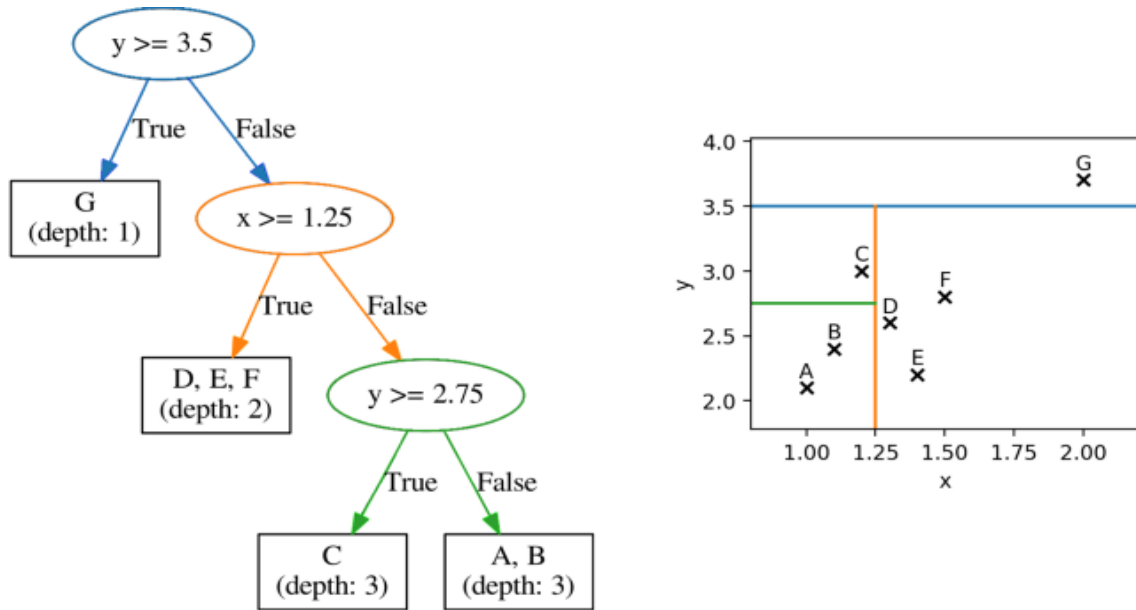 y >= 3.5
True
False
G
(depth: 1)
x >= 1.25
True
False
D, E, F
(depth: 2)
y >= 2.75
True
False
C
(depth: 3)
A, B
(depth: 3)
4.0
3.5
3.0
2.5
2.0
y
G
C
F
D
B
E
A
1.00
1.25
1.50
1.75
2.00
x